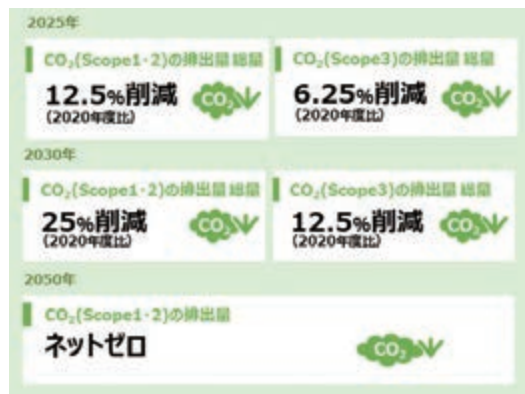 2025年
CO₂(Scope1・2)の排出量総量
12.5%削減
(2020年度比)
CO₂
CO₂(Scope3)の排出量総量
6.25%削減
(2020年度比)
CO₂
2030年
CO₂(Scope1・2)の排出量総量
25%削減
(2020年度比)
CO₂
CO₂(Scope3)の排出量総量
12.5%削減
(2020年度比)
CO₂
2050年
CO₂(Scope1・2)の排出量
ネットゼロ
CO₂